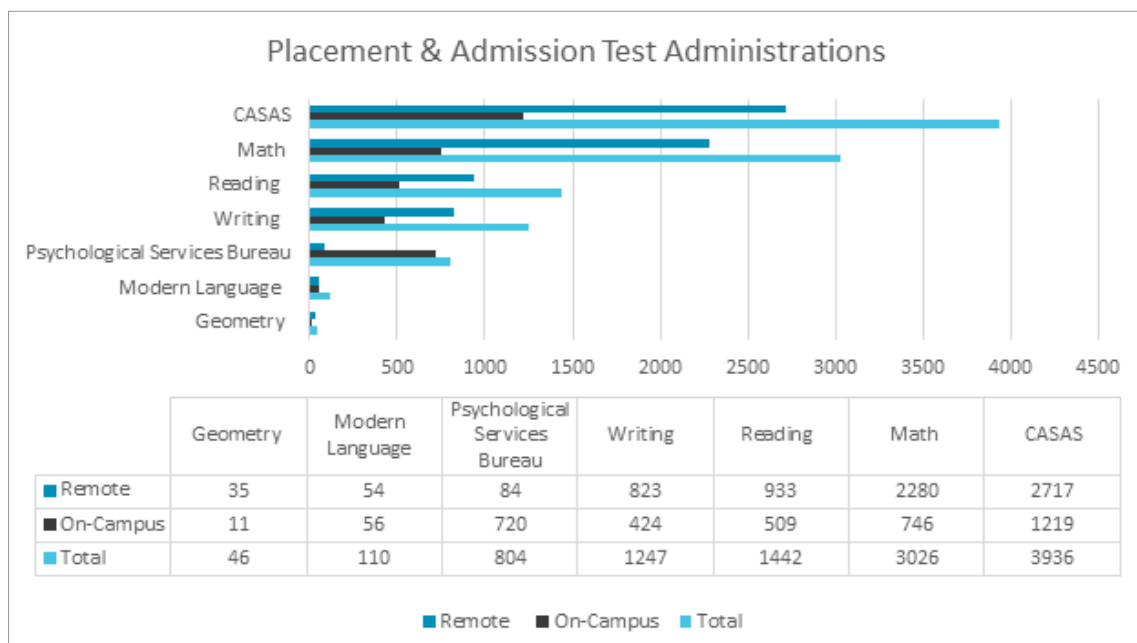 Placement & Admission Test Administrations
CASAS
Math
Reading
Writing
Psychological Services Bureau
Modern Language
Geometry
0 500 1000 1500 2000 2500 3000 3500 4000 4500
Geometry Modern Language Psychological Services Bureau Writing Reading Math CASAS
Remote 35 54 84 823 933 2280 2717
On-Campus 11 56 720 424 509 746 1219
Total 46 110 804 1247 1442 3026 3936
Remote On-Campus Total